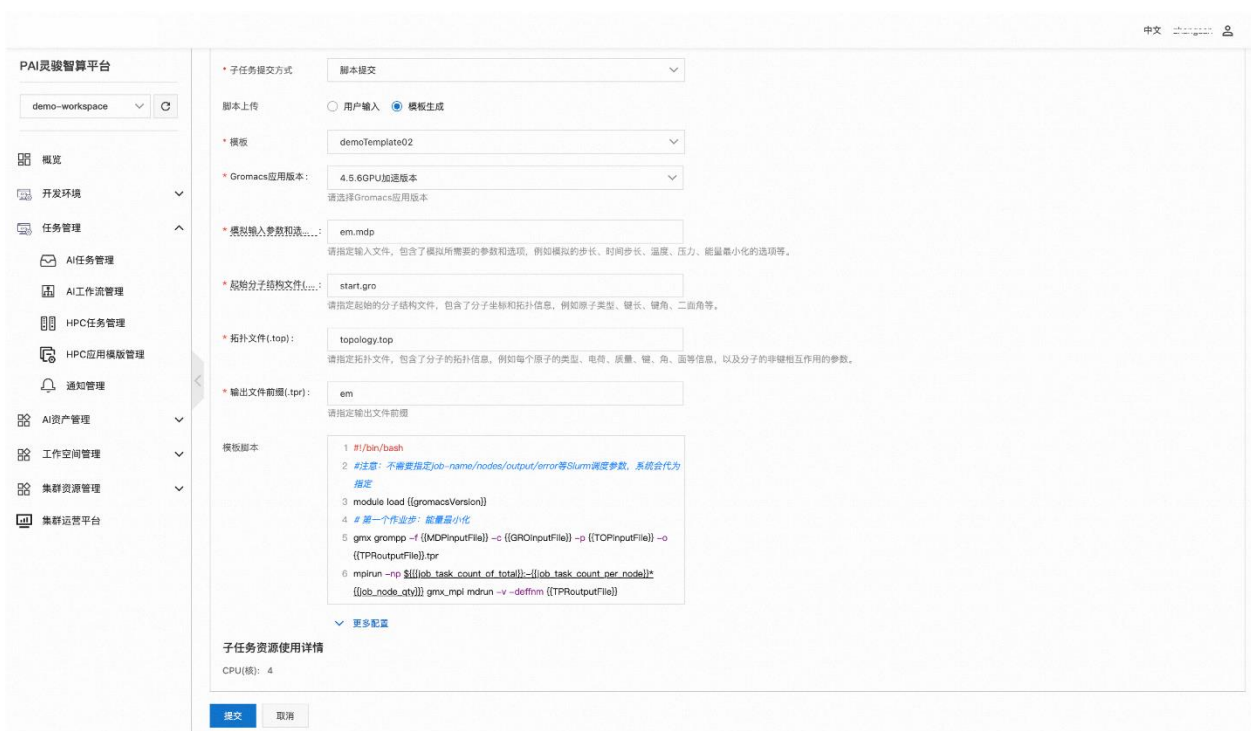 中文
PAI灵骏智算平台
demo-workspace
概览
开发环境
任务管理
AI任务管理
AI工作流管理
HPC任务管理
HPC应用模版管理
通知管理
AI资产管理
工作空间管理
集群资源管理
集群运营平台
* 子任务提交方式 脚本提交
脚本上传 用户输入 模板生成
* 模板 demoTemplate02
* Gromacs应用版本: 4.5.6GPU加速版本
请选择Gromacs应用版本
* 模拟输入参数和选...: em.mdp
请指定输入文件，包含了模拟所需要的参数和选项，例如模拟的步长、时间步长、温度、压力、能量最小化的选项等。
* 起始分子结构文件(...: start.gro
请指定起始的分子结构文件，包含了分子坐标和拓扑信息，例如原子类型、键长、键角、二面角等。
* 拓扑文件(.top): topology.top
请指定拓扑文件，包含了分子的拓扑信息，例如每个原子的类型、电荷、质量、键、角、面等信息，以及分子的非键相互作用的参数。
* 输出文件前缀(.tpr): em
请指定输出文件前缀
模板脚本
1 #!/bin/bash
2 #注意：不需要指定job-name/nodes/output/error等Slurm调度参数，系统会代为
指定
3 module load {{gromacsVersion}}
4 # 第一个作业步：能量最小化
5 gmx grompp -f {{MDPInputFile}} -c {{GROInputFile}} -p {{TOPInputFile}} -o
{{TPRoutputFile}}.tpr
6 mpirun -np ${{{job_task_count_of_total}}:-{{job_task_count_per_node}}*
{{job_node_qty}}} gmx_mpi mdrun -v -deffnm {{TPRoutputFile}}
更多配置
子任务资源使用详情
CPU(核): 4
提交 取消